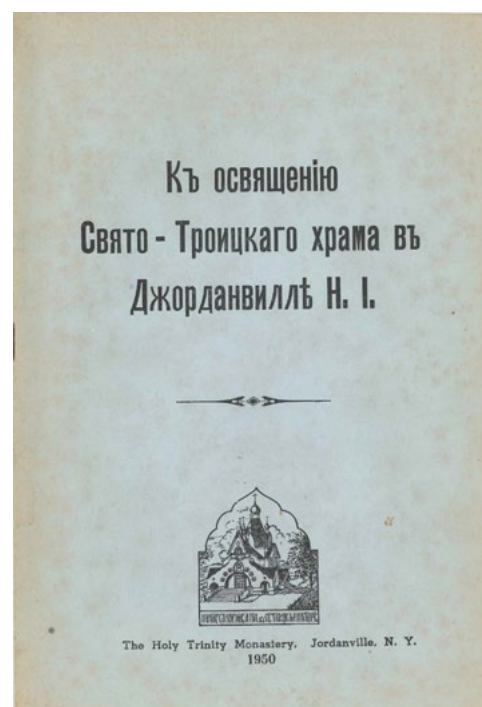 Къ освященію
Свято - Троицкаго храма въ
Джорданвиллѣ Н. І.
The Holy Trinity Monastery, Jordanville, N. Y.
1950